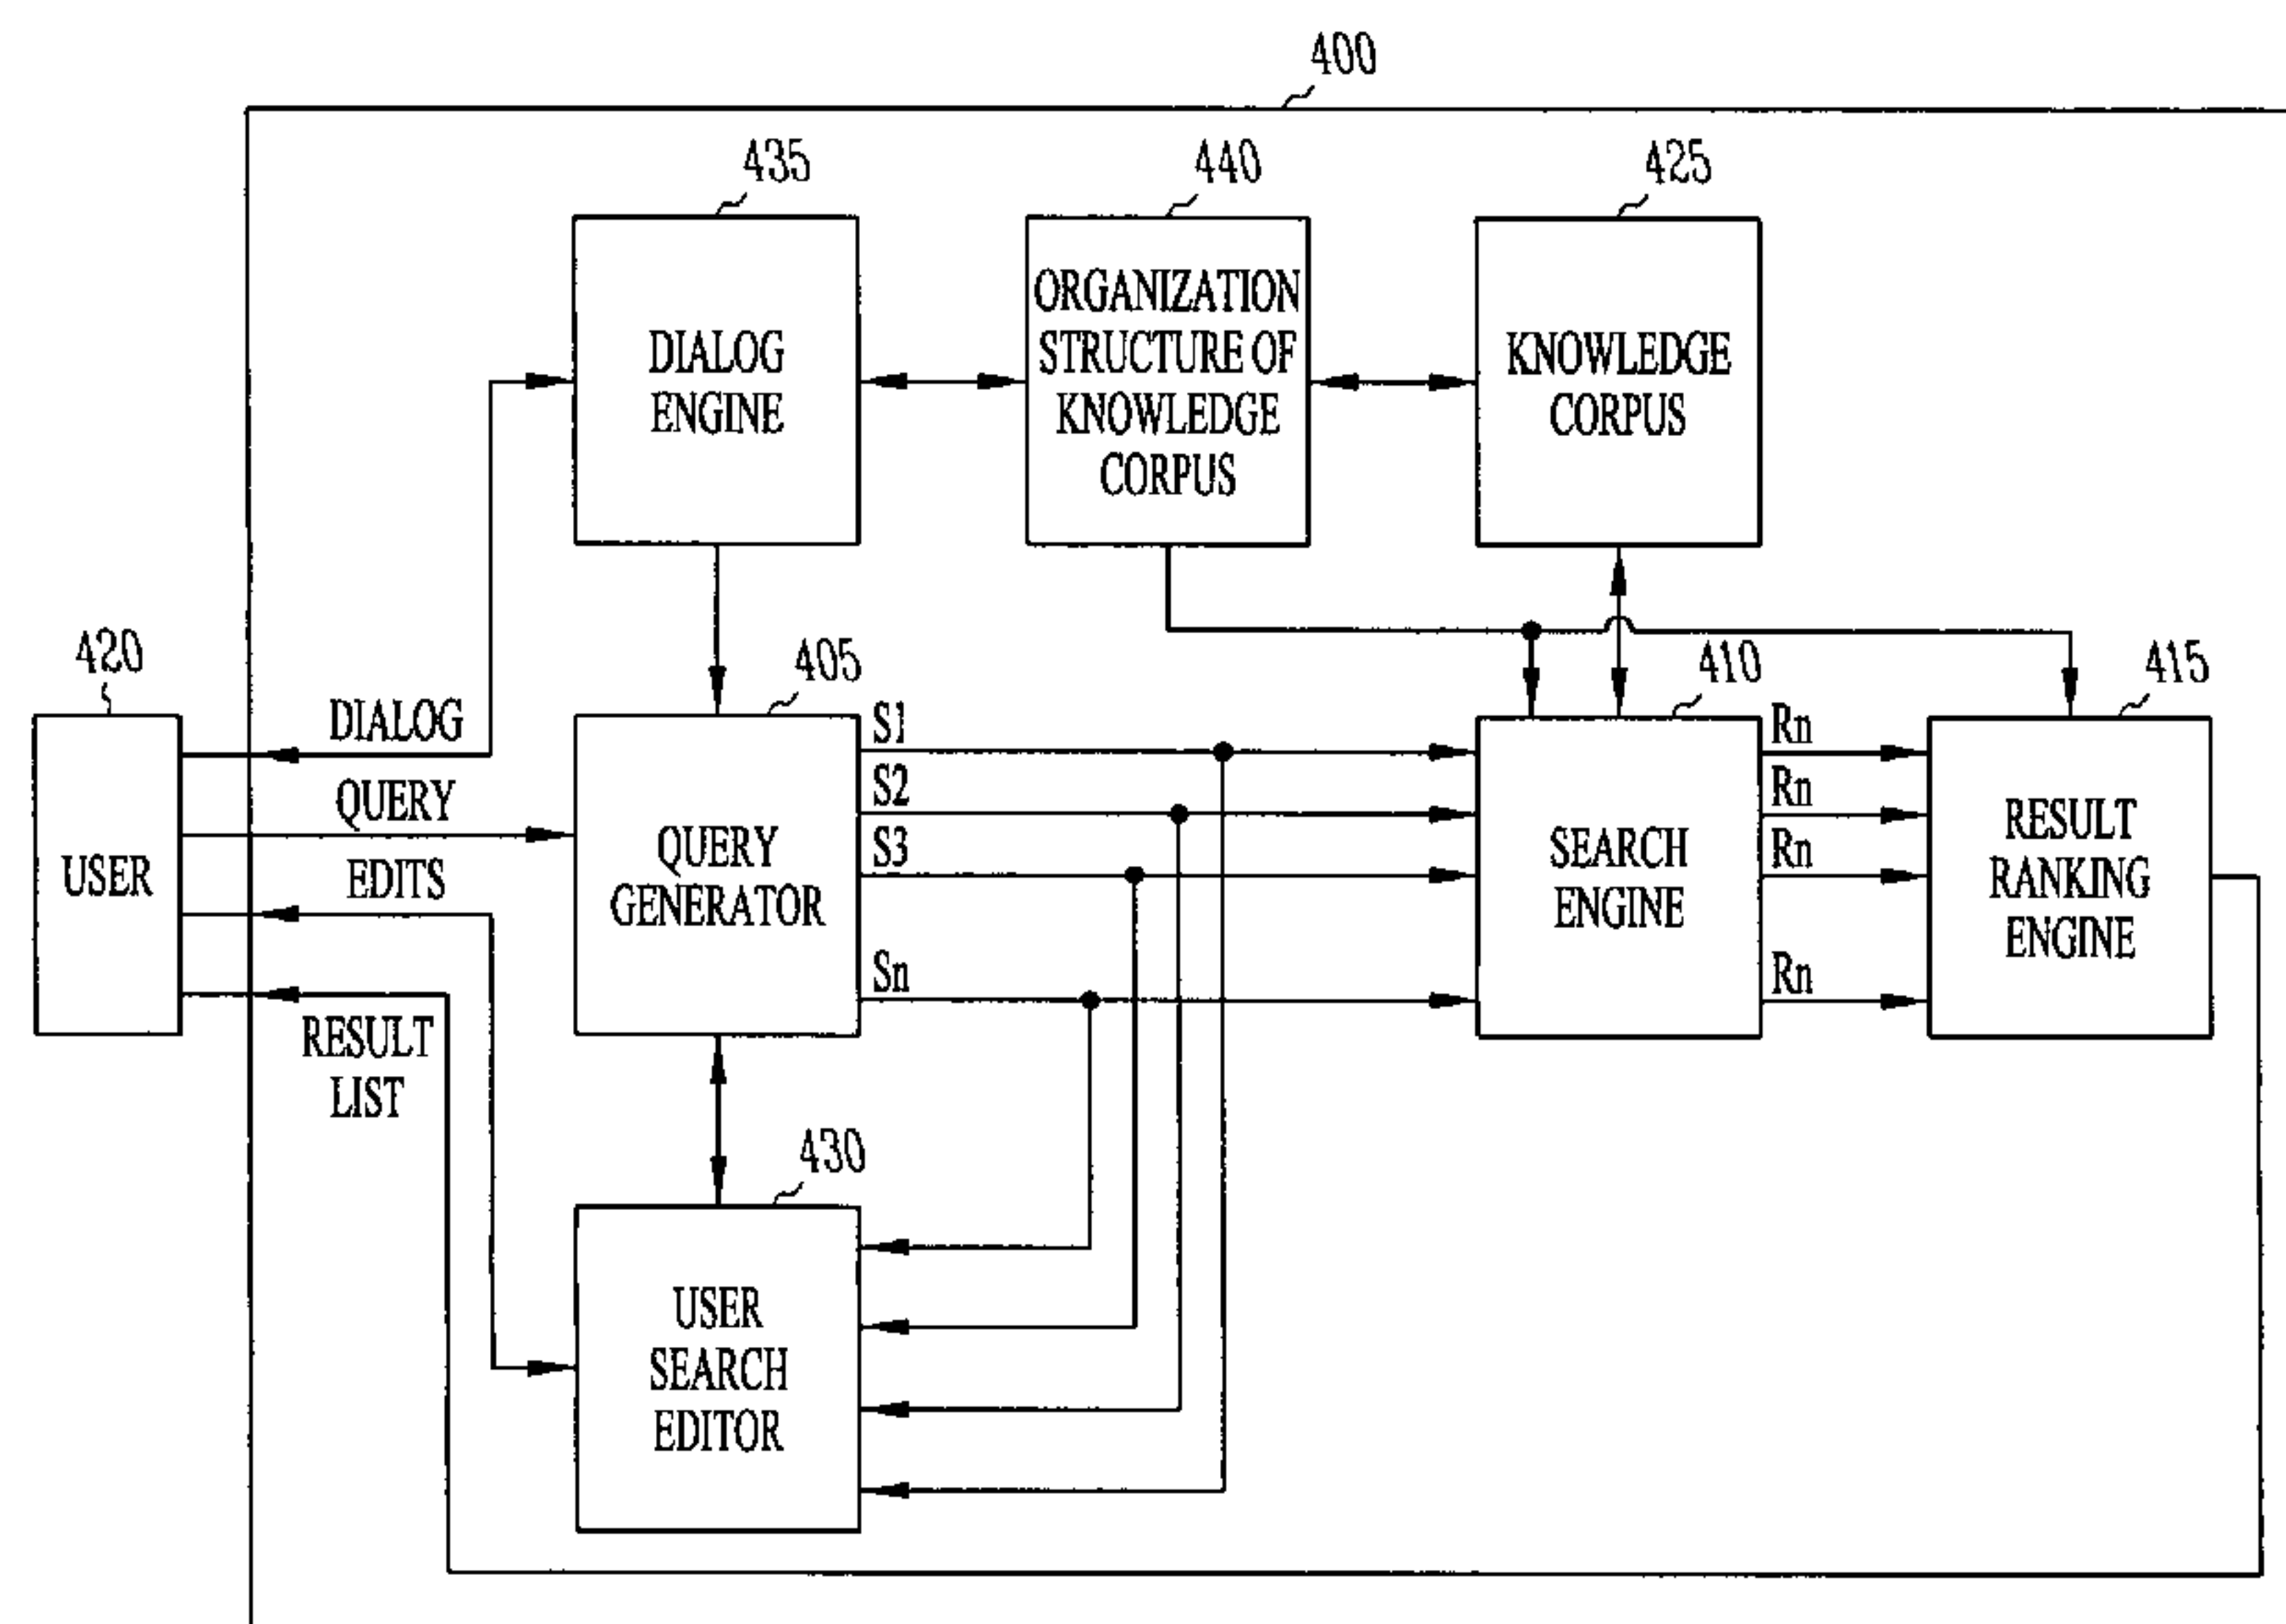 400
435
440
425
DIALOG
ENGINE
ORGANIZATION
STRUCTURE OF
KNOWLEDGE
CORPUS
KNOWLEDGE
CORPUS
420
405
410
415
DIALOG
QUERY
EDITS
RESULT
LIST
USER
QUERY
GENERATOR
S1
S2
S3
Sn
SEARCH
ENGINE
Rn
Rn
Rn
Rn
RESULT
RANKING
ENGINE
430
USER
SEARCH
EDITOR